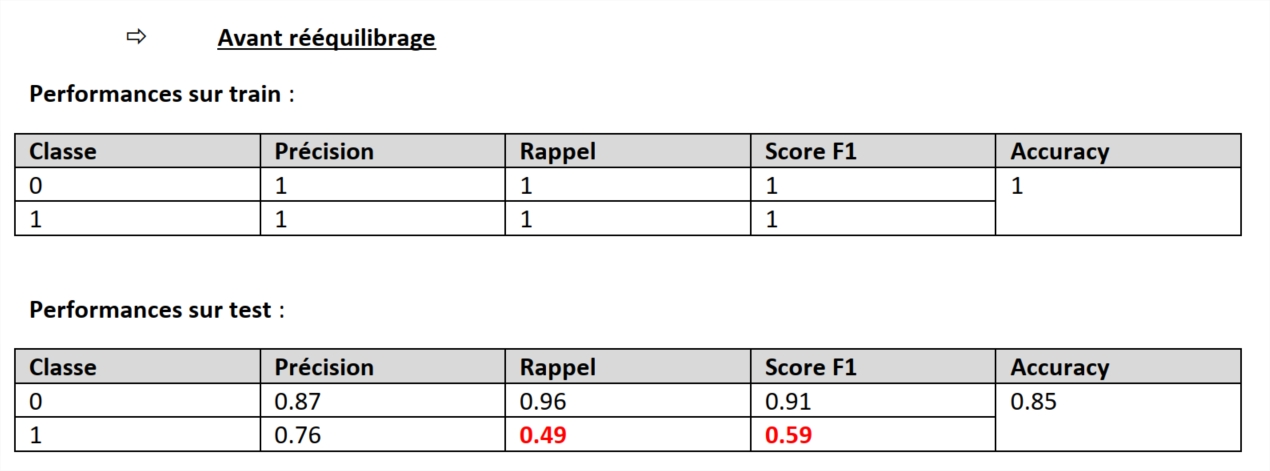 ⇨ Avant rééquilibrage
Performances sur train :
Classe Précision Rappel Score F1 Accuracy
0 1 1 1 1
1 1 1 1
Performances sur test :
Classe Précision Rappel Score F1 Accuracy
0 0.87 0.96 0.91 0.85
1 0.76 0.49 0.59